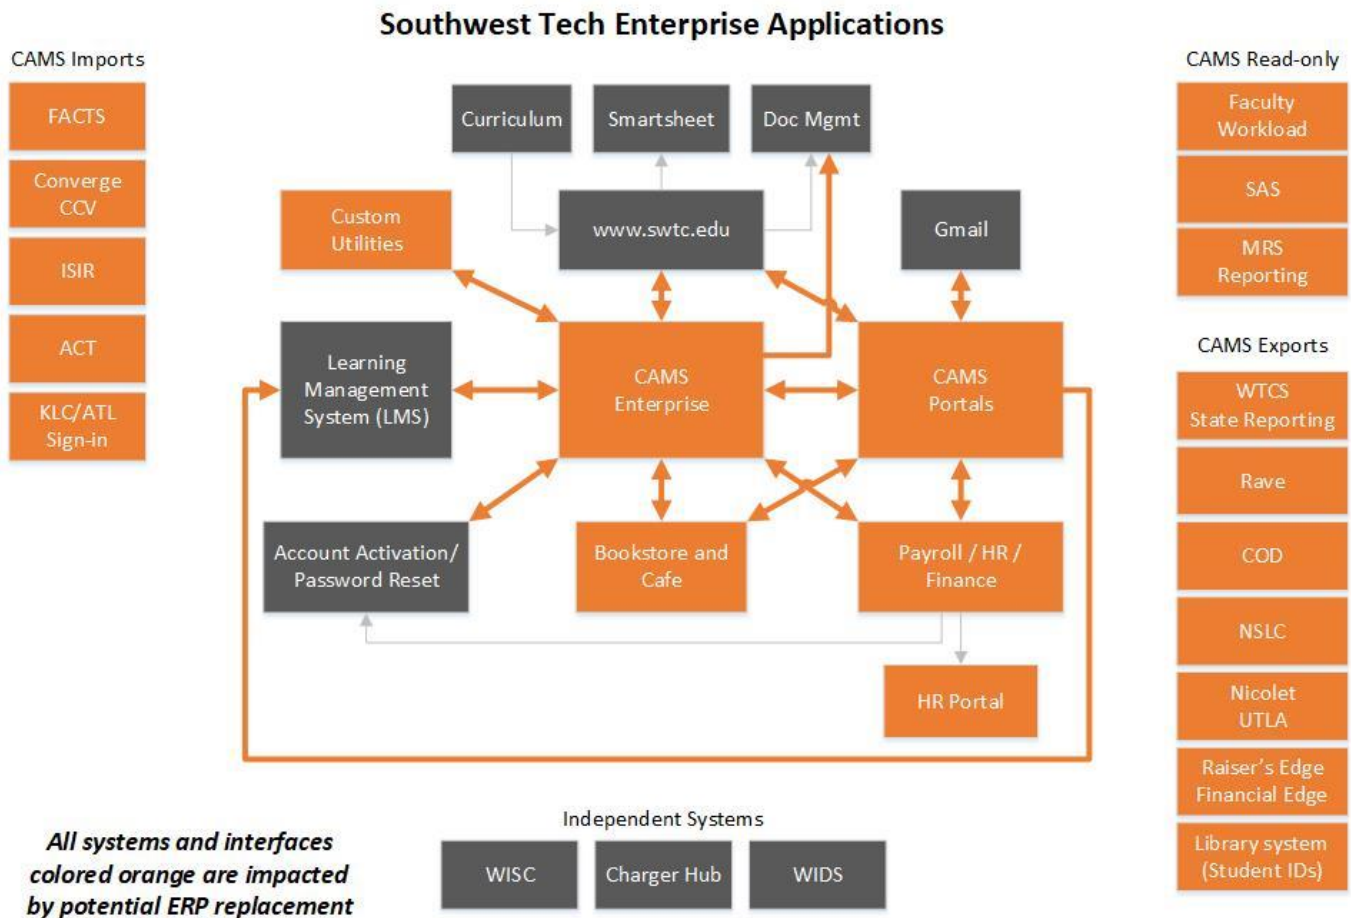 Southwest Tech Enterprise Applications
CAMS Imports
FACTS
Converge
CCV
ISIR
ACT
KLC/ATL
Sign-in
Curriculum
Smartsheet
Doc Mgmt
Custom
Utilities
www.swtc.edu
Gmail
Learning
Management
System (LMS)
CAMS
Enterprise
CAMS
Portals
Account Activation/
Password Reset
Bookstore and
Cafe
Payroll / HR /
Finance
HR Portal
CAMS Read-only
Faculty
Workload
SAS
MRS
Reporting
CAMS Exports
WTCS
State Reporting
Rave
COD
NSLC
Nicolet
UTLA
Raiser's Edge
Financial Edge
Library system
(Student IDs)
Independent Systems
WISC
Charger Hub
WIDS
All systems and interfaces
colored orange are impacted
by potential ERP replacement